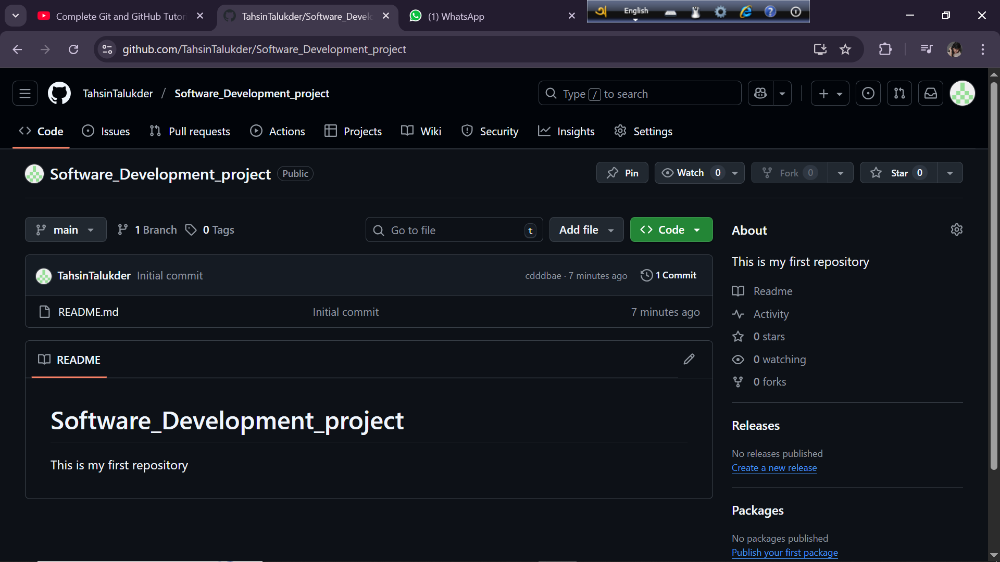 Complete Git and GitHub Tutor
TahsinTalukder/Software_Devel
(1) WhatsApp
অ
English
github.com/TahsinTalukder/Software_Development_project
TahsinTalukder / Software_Development_project
Type / to search
Code
Issues
Pull requests
Actions
Projects
Wiki
Security
Insights
Settings
Software_Development_project
Public
Pin
Watch 0
Fork 0
Star 0
main
1 Branch
0 Tags
Go to file
t
Add file
Code
TahsinTalukder Initial commit
cdddbae · 7 minutes ago
1 Commit
README.md
Initial commit
7 minutes ago
README
Software_Development_project
This is my first repository
About
This is my first repository
Readme
Activity
0 stars
0 watching
0 forks
Releases
No releases published
Create a new release
Packages
No packages published
Publish your first package